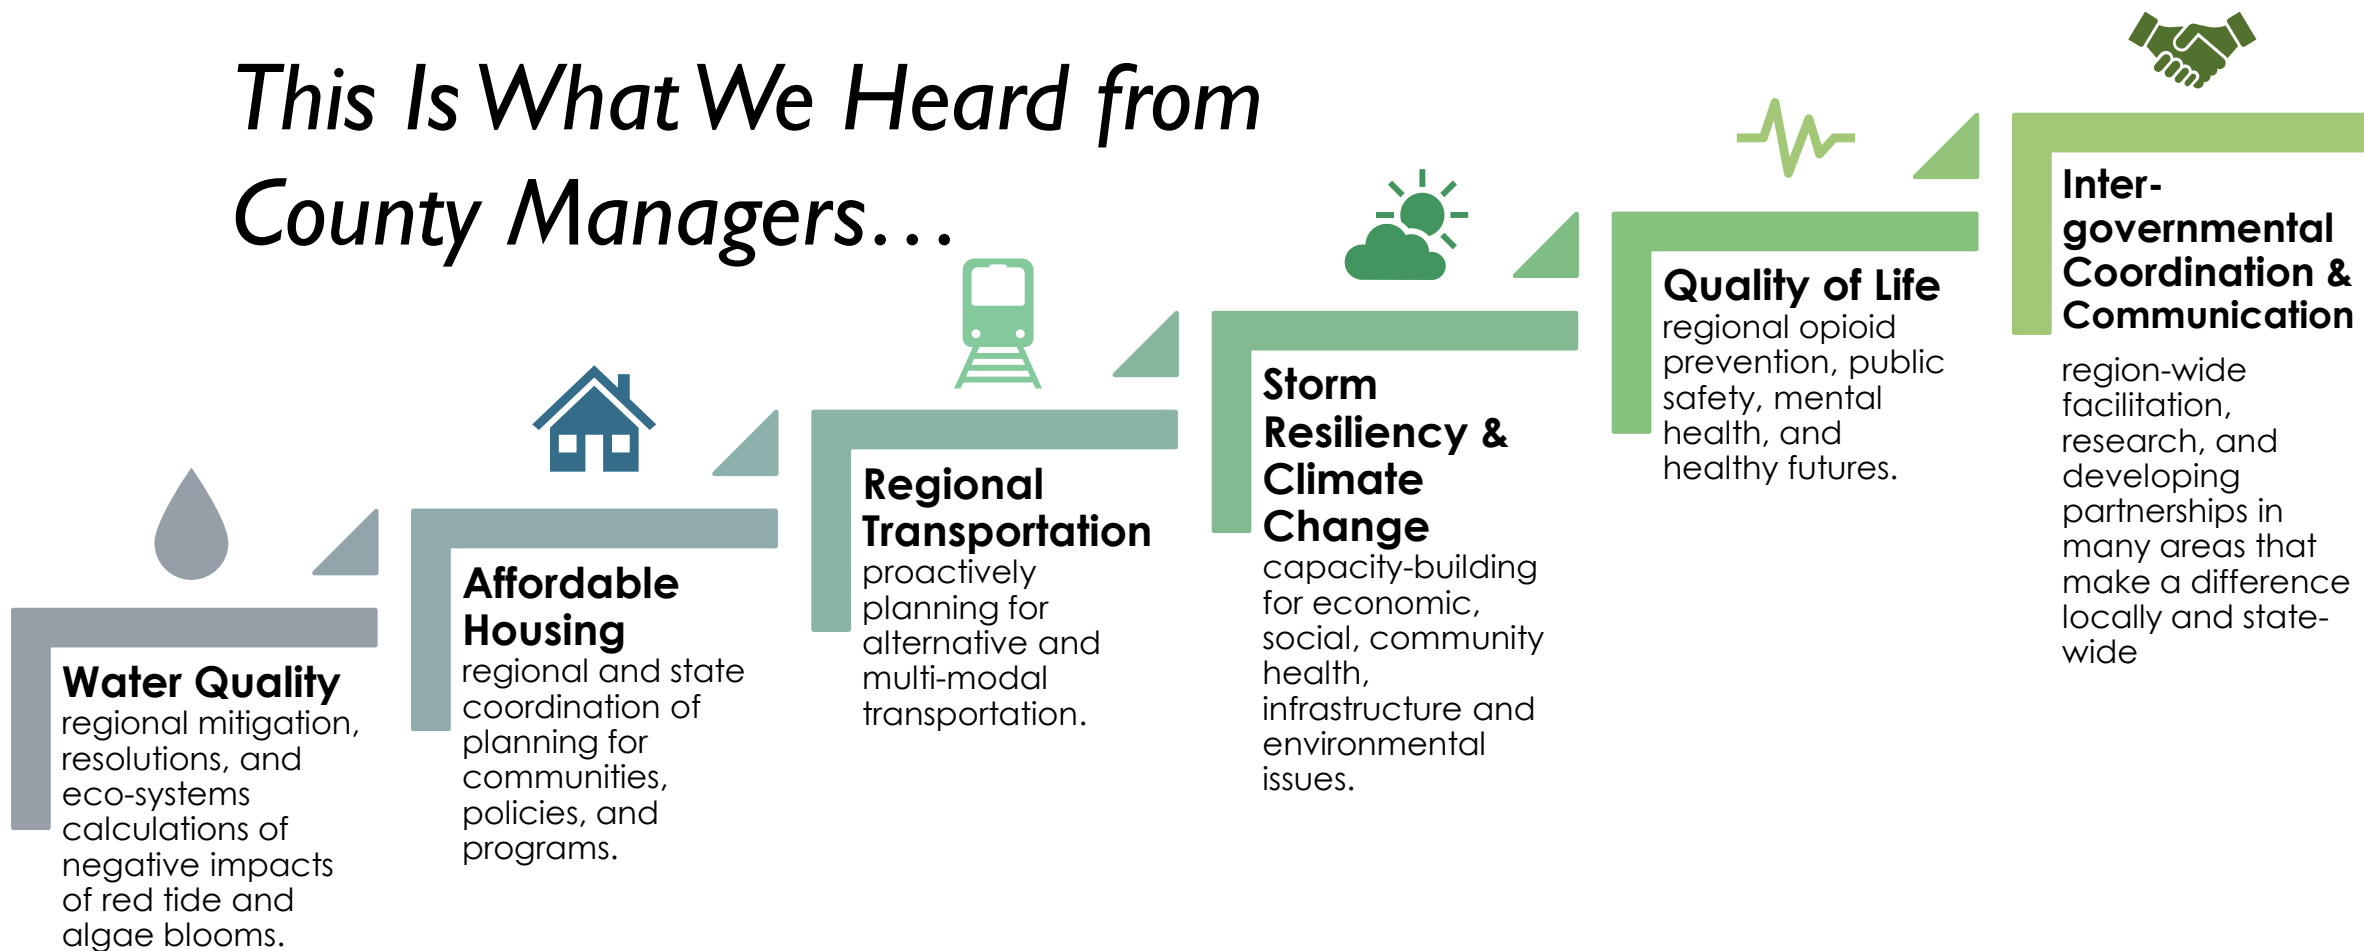 This Is What We Heard from
County Managers…
Water Quality
regional mitigation,
resolutions, and
eco-systems
calculations of
negative impacts
of red tide and
algae blooms.
Affordable
Housing
regional and state
coordination of
planning for
communities,
policies, and
programs.
Regional
Transportation
proactively
planning for
alternative and
multi-modal
transportation.
Storm
Resiliency &
Climate
Change
capacity-building
for economic,
social, community
health,
infrastructure and
environmental
issues.
Quality of Life
regional opioid
prevention, public
safety, mental
health, and
healthy futures.
Inter-
governmental
Coordination &
Communication
region-wide
facilitation,
research, and
developing
partnerships in
many areas that
make a difference
locally and state-
wide